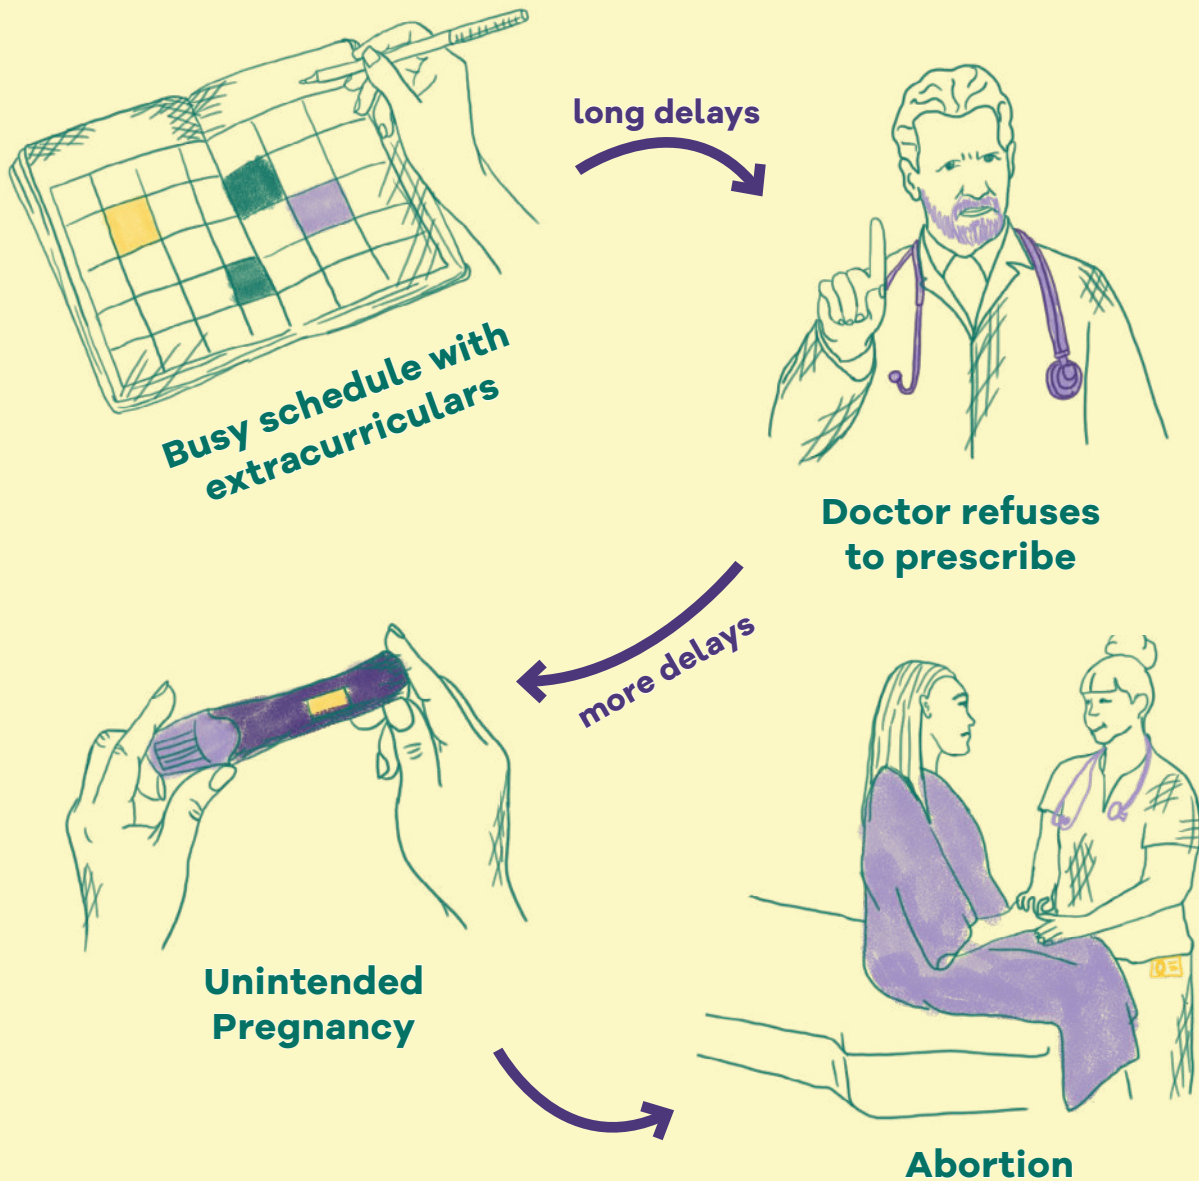 long delays
Busy schedule with
extracurriculars
Doctor refuses
to prescribe
more delays
Unintended
Pregnancy
Abortion